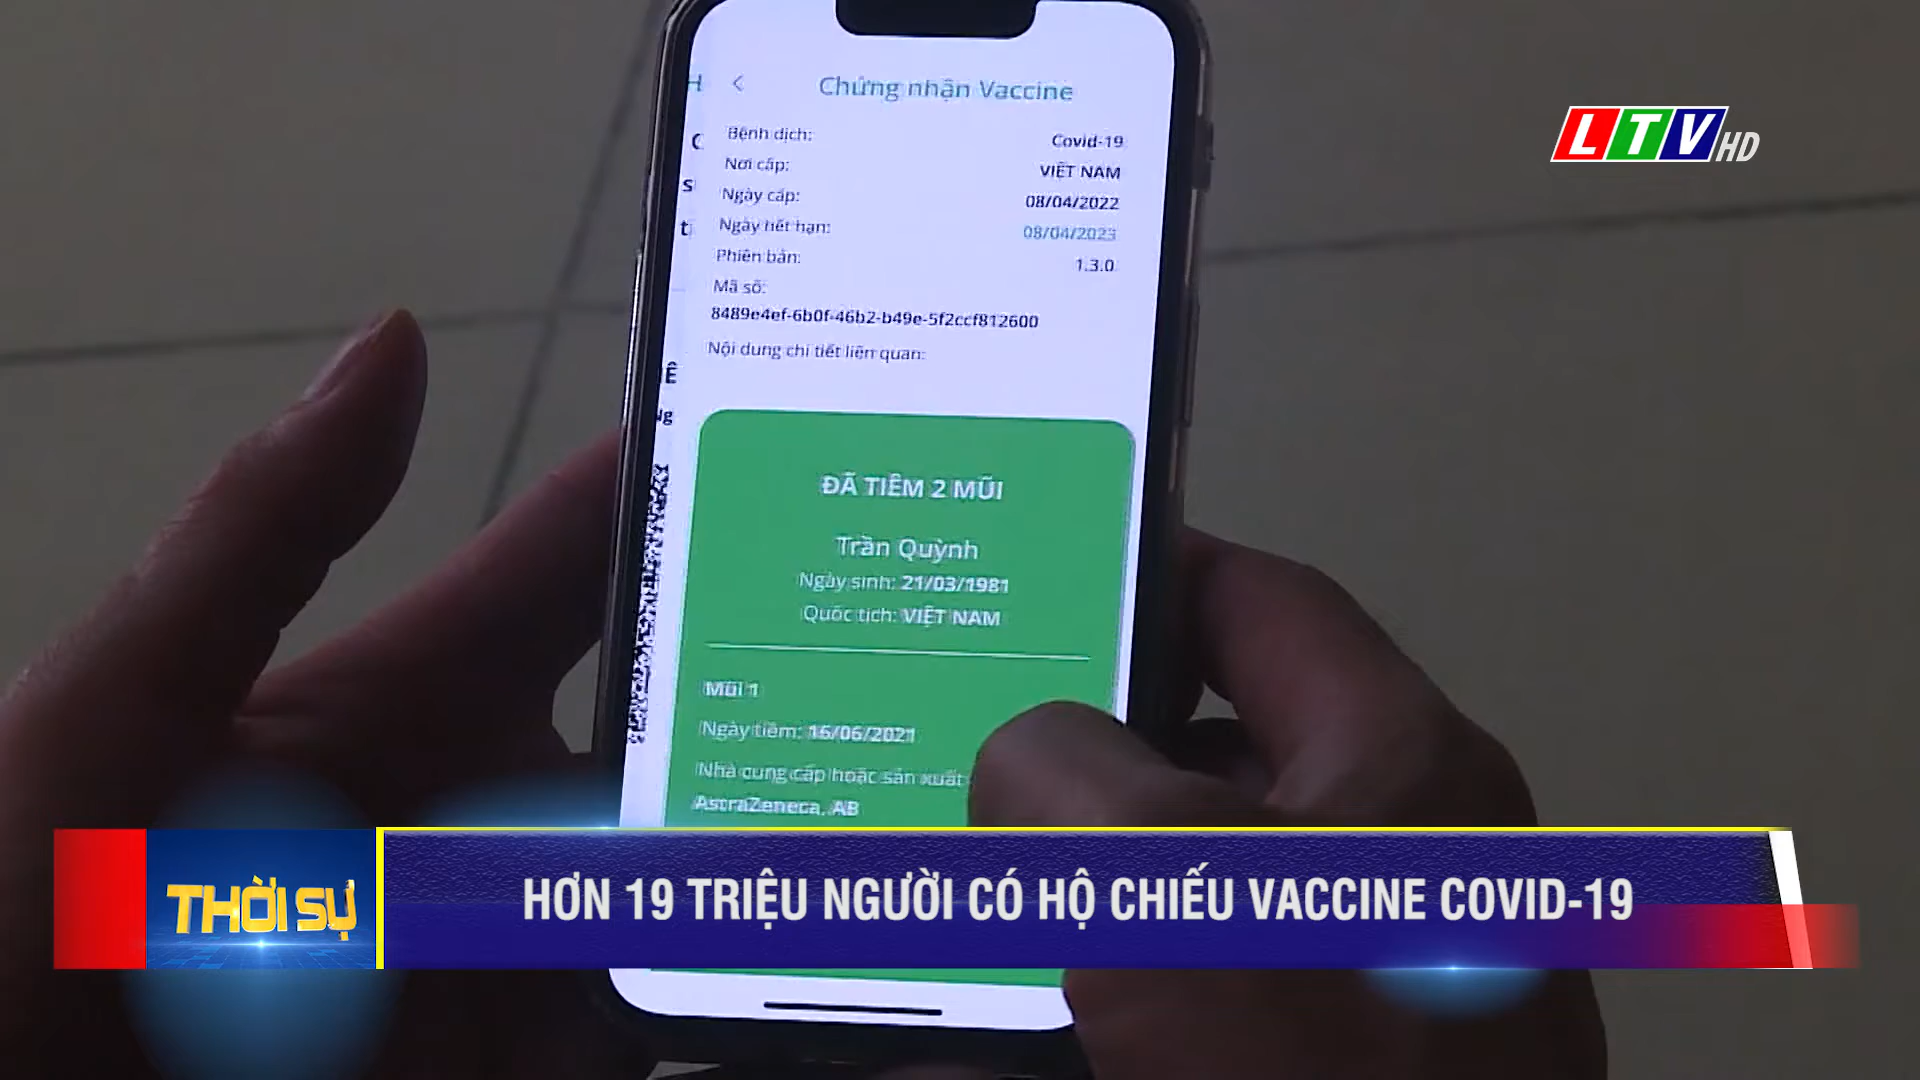 LTV HD
Chứng nhận Vaccine
Bệnh dịch: Covid-19
Nơi cấp: VIỆT NAM
Ngày cấp: 08/04/2022
Ngày hết hạn: 08/04/2023
Phiên bản: 1.3.0
Mã số:
8489e4ef-6b0f-46b2-b49e-5f2ccf812600
Nội dung chi tiết liên quan:
ĐÃ TIÊM 2 MŨI
Trần Quỳnh
Ngày sinh: 21/03/1981
Quốc tịch: VIỆT NAM
Mũi 1
Ngày tiêm: 16/06/2021
Nhà cung cấp hoặc sản xuất
AstraZeneca, AB
THỜI SỰ
HƠN 19 TRIỆU NGƯỜI CÓ HỘ CHIẾU VACCINE COVID-19